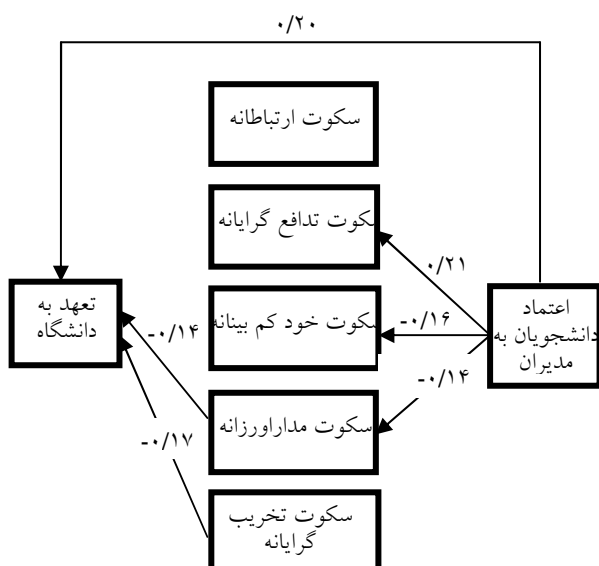 ۰/۲۰
سکوت ارتباطانه
سکوت تدافع گرایانه
۰/۲۱
تعهد به
دانشگاه
سکوت خود کم بینانه
-۰/۱۶
اعتماد
دانشجویان به
مدیران
-۰/۱۴
-۰/۱۴
سکوت مداراورزانه
-۰/۱۷
سکوت تخریب
گرایانه